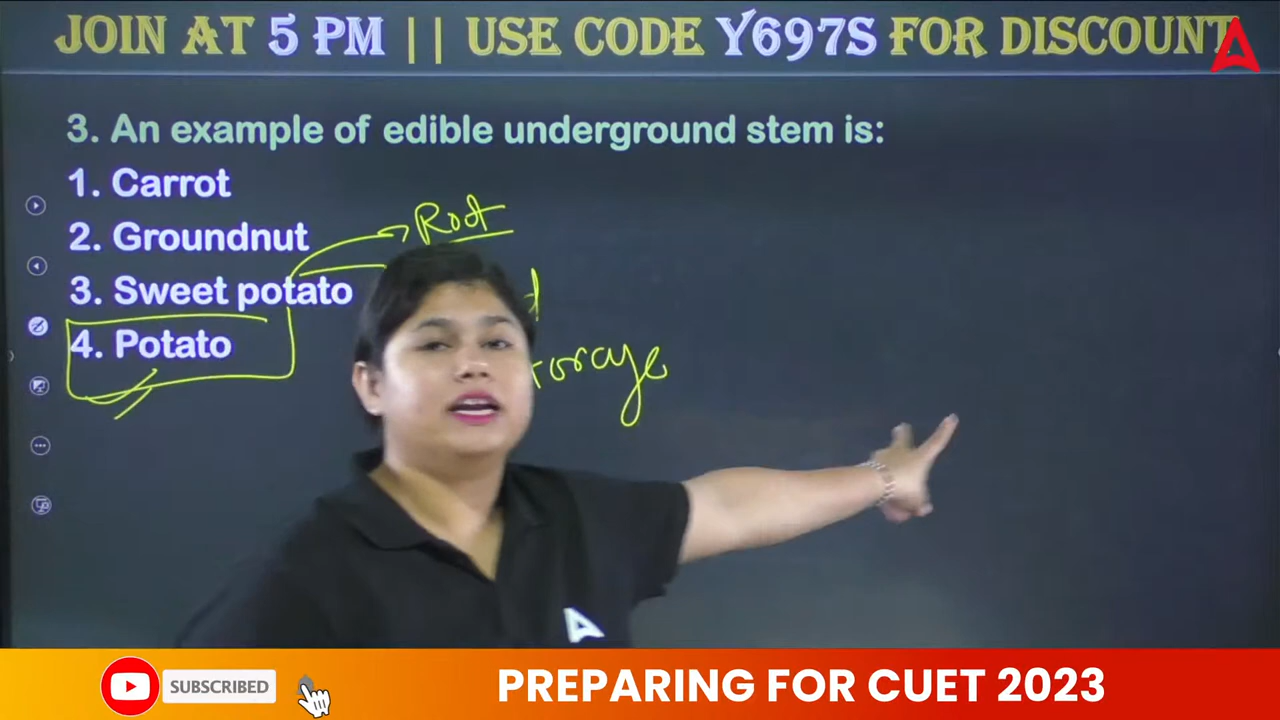 JOIN AT 5 PM || USE CODE Y697S FOR DISCOUNT
3. An example of edible underground stem is:
1. Carrot
2. Groundnut
Root
3. Sweet potato
4. Potato
SUBSCRIBED
PREPARING FOR CUET 2023